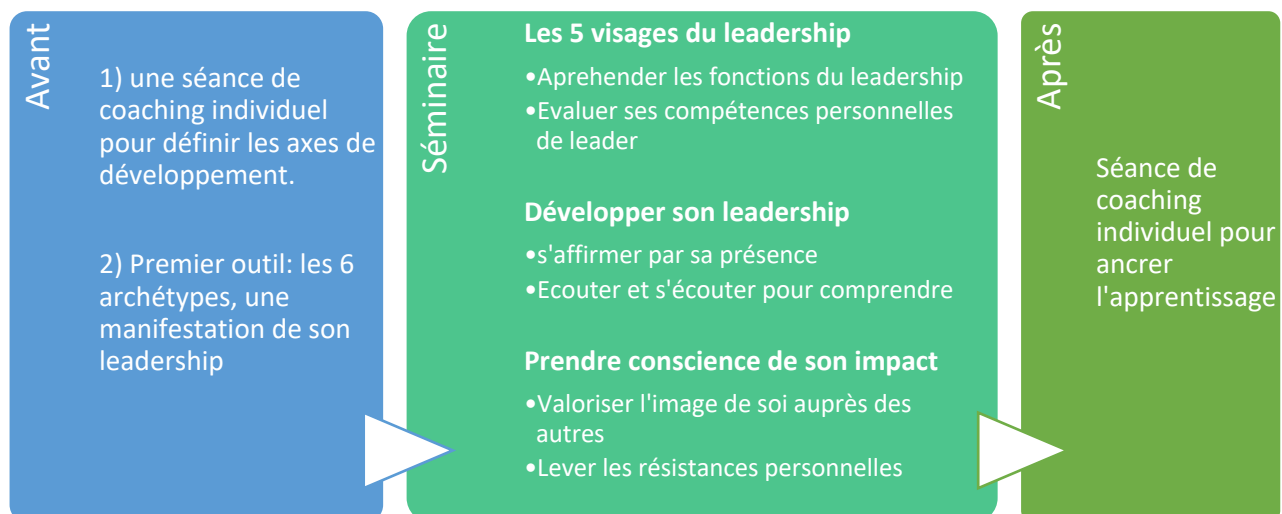 Avant
1) une séance de
coaching individuel
pour définir les axes de
développement.
2) Premier outil: les 6
archétypes, une
manifestation de son
leadership
Séminaire
Les 5 visages du leadership
•Aprehender les fonctions du leadership
•Evaluer ses compétences personnelles
de leader
Développer son leadership
•s'affirmer par sa présence
•Ecouter et s'écouter pour comprendre
Prendre conscience de son impact
•Valoriser l'image de soi auprès des
autres
•Lever les résistances personnelles
Après
Séance de
coaching
individuel pour
ancrer
l'apprentissage